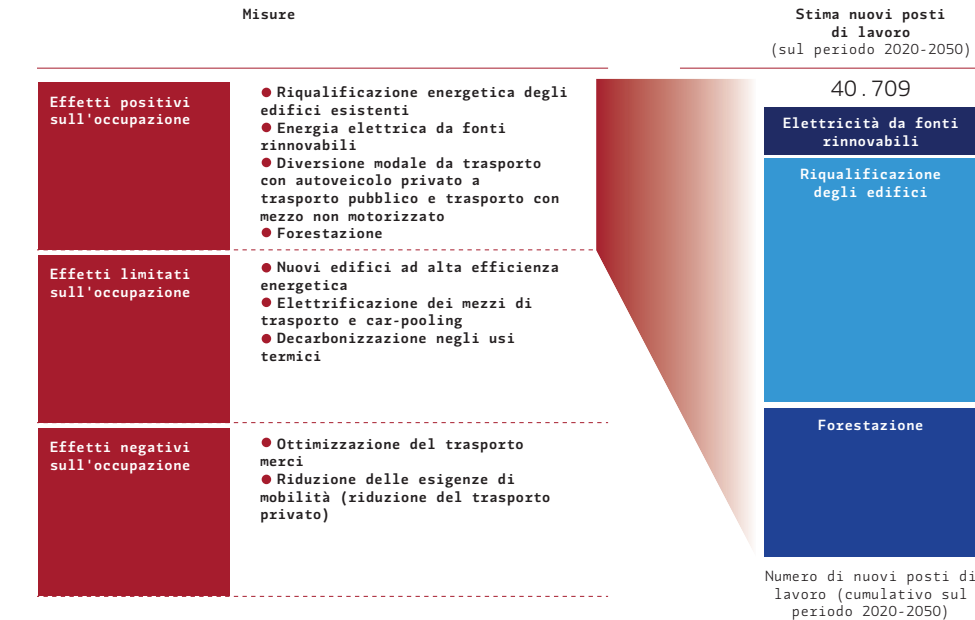 Misure
Stima nuovi posti
di lavoro
(sul periodo 2020-2050)
Effetti positivi
sull'occupazione
● Riqualificazione energetica degli
edifici esistenti
● Energia elettrica da fonti
rinnovabili
● Diversione modale da trasporto
con autoveicolo privato a
trasporto pubblico e trasporto con
mezzo non motorizzato
● Forestazione
Effetti limitati
sull'occupazione
● Nuovi edifici ad alta efficienza
energetica
● Elettrificazione dei mezzi di
trasporto e car-pooling
● Decarbonizzazione negli usi
termici
Effetti negativi
sull'occupazione
● Ottimizzazione del trasporto
merci
● Riduzione delle esigenze di
mobilità (riduzione del trasporto
privato)
40.709
Elettricità da fonti
rinnovabili
Riqualificazione
degli edifici
Forestazione
Numero di nuovi posti di
lavoro (cumulativo sul
periodo 2020-2050)